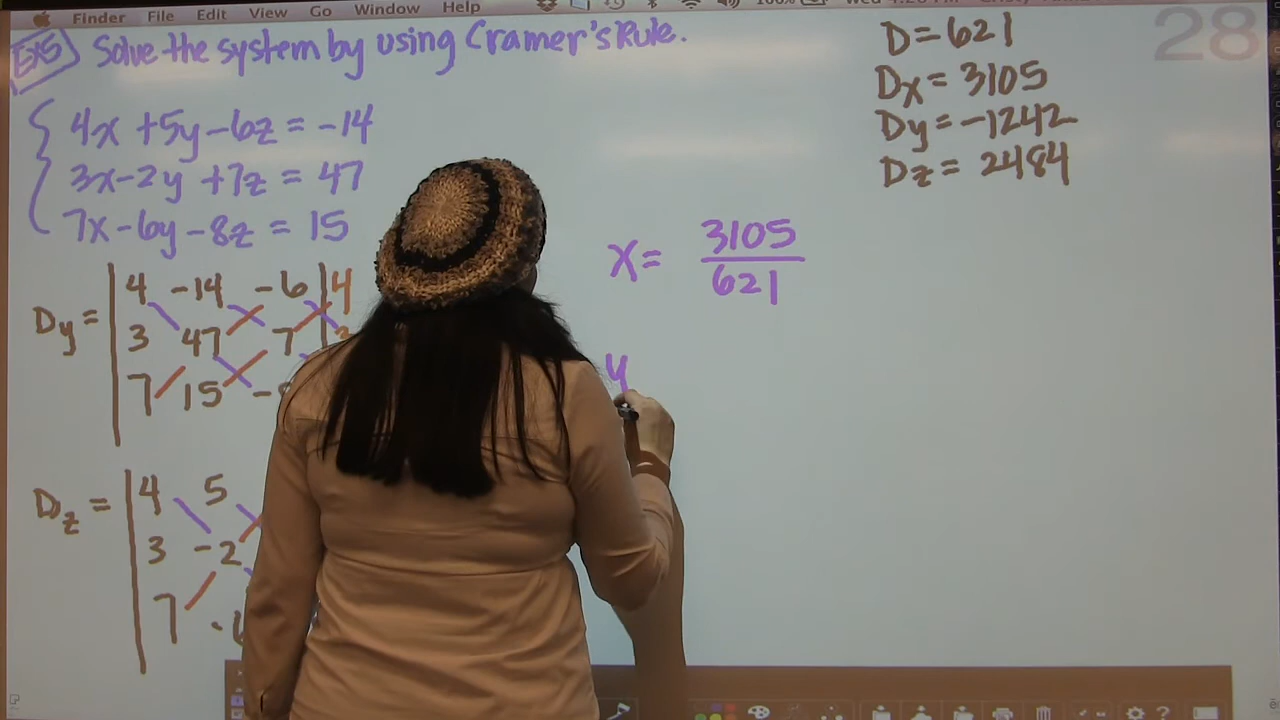 Finder File Edit View Go Window Help
28
EX5 Solve the system by using Cramer's Rule.
4x + 5y - 6z = -14
3x - 2y + 7z = 47
7x - 6y - 8z = 15
D = 621
Dx = 3105
Dy = -1242
Dz = 2484
x = 3105
621
y
Dy = 4 -14 -6 4
3 47 7
7 15
Dz = 4 5
3 -2
7